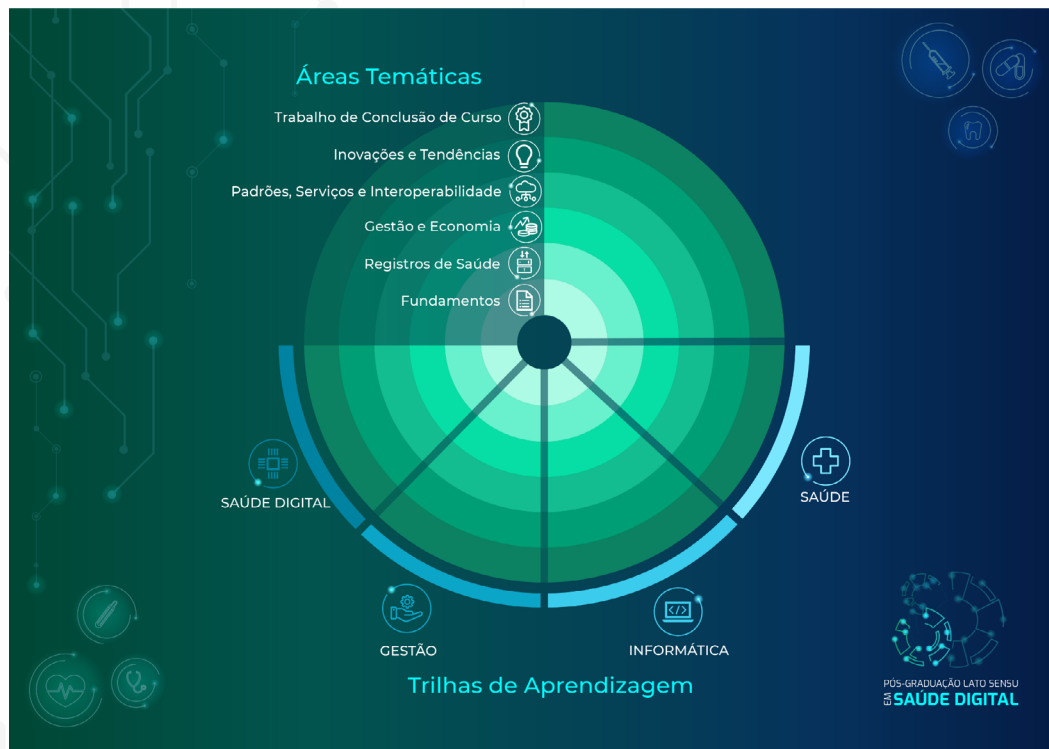 Áreas Temáticas
Trabalho de Conclusão de Curso
Inovações e Tendências
Padrões, Serviços e Interoperabilidade
Gestão e Economia
Registros de Saúde
Fundamentos
SAÚDE DIGITAL
SAÚDE
GESTÃO
INFORMÁTICA
Trilhas de Aprendizagem
PÓS-GRADUAÇÃO LATO SENSU
EM SAÚDE DIGITAL